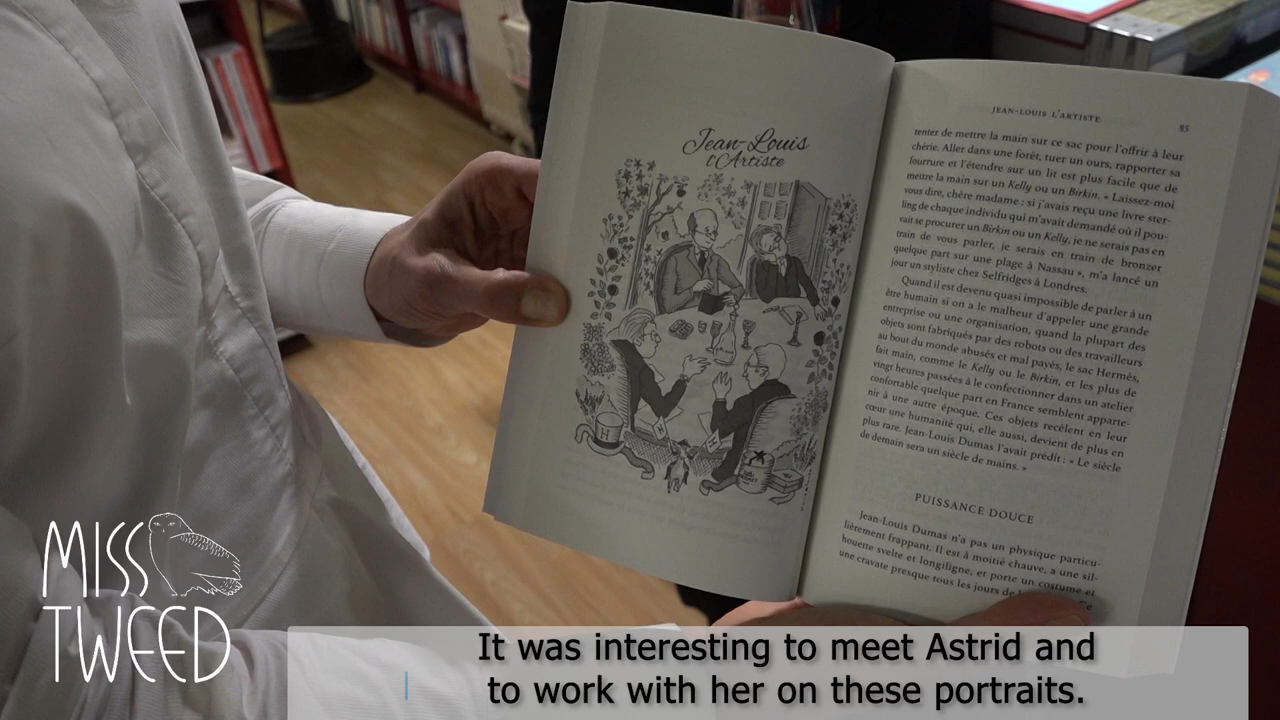 Jean-Louis
l'Artiste
H
JEAN-LOUIS L'ARTISTE
85
tenter de mettre la main sur ce sac pour l'offrir à leur
chérie. Aller dans une forêt, tuer un ours, rapporter sa
fourrure et l'étendre sur un lit est plus facile que de
mettre la main sur un Kelly ou un Birkin. « Laissez-moi
vous dire, chère madame : si j'avais reçu une livre ster-
ling de chaque individu qui m'avait demandé où il pou-
vait se procurer un Birkin ou un Kelly, je ne serais pas en
train de vous parler, je serais en train de bronzer
quelque part sur une plage à Nassau », m'a lancé un
jour un styliste chez Selfridges à Londres.
Quand il est devenu quasi impossible de parler à un
être humain si on a le malheur d'appeler une grande
entreprise ou une organisation, quand la plupart des
objets sont fabriqués par des robots ou des travailleurs
au bout du monde abusés et mal payés, le sac Hermès,
fait main, comme le Kelly ou le Birkin, et les plus de
vingt heures passées à le confectionner dans un atelier
confortable quelque part en France semblent apparte-
nir à une autre époque. Ces objets recèlent en leur
cœur une humanité qui, elle aussi, devient de plus en
plus rare. Jean-Louis Dumas l'avait prédit : « Le siècle
de demain sera un siècle de mains. »
PUISSANCE DOUCE
Jean-Louis Dumas n'a pas un physique particu-
lièrement frappant. Il est à moitié chauve, a une sil-
houette svelte et longiligne, et porte un costume et
une cravate presque tous les jours de
MISS
TWEED
It was interesting to meet Astrid and
to work with her on these portraits.